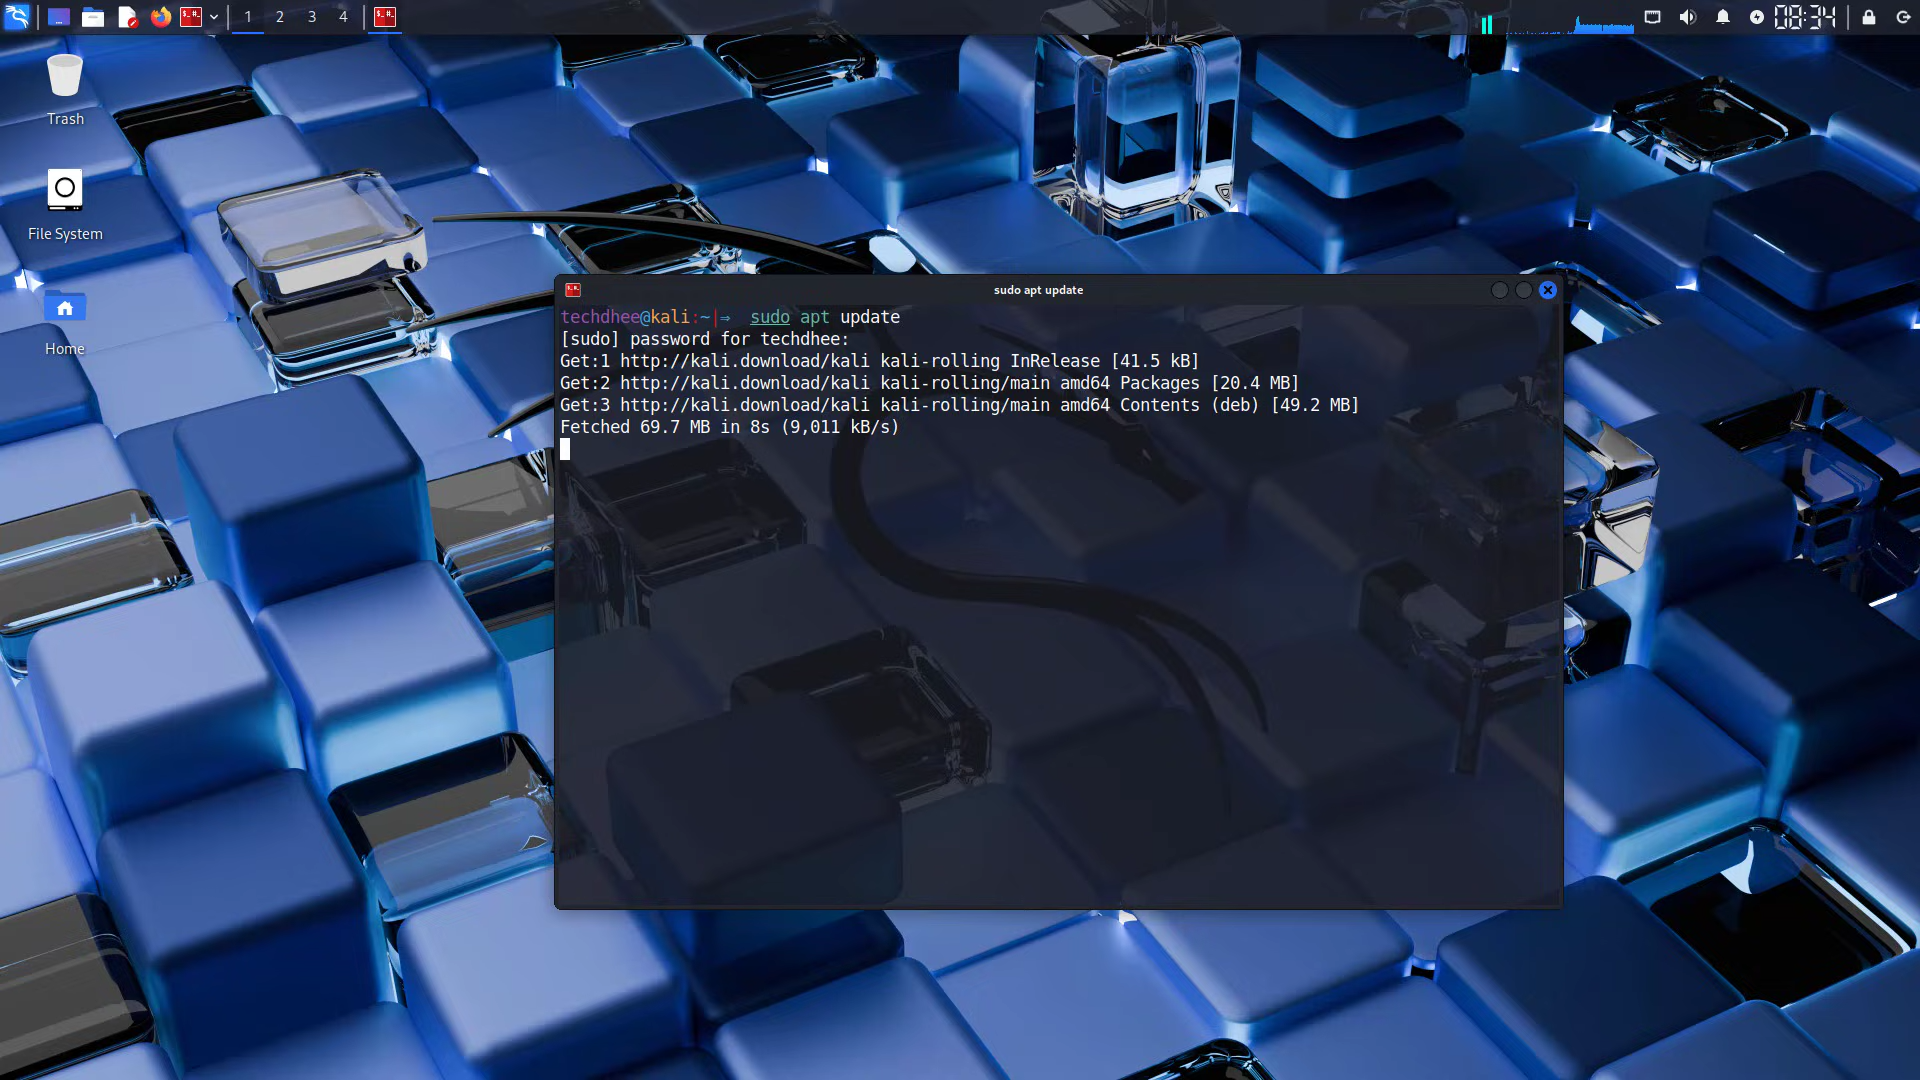 1 2 3 4
08:34
Trash
File System
Home
sudo apt update
techdhee@kali:~|⇒  sudo apt update
[sudo] password for techdhee:
Get:1 http://kali.download/kali kali-rolling InRelease [41.5 kB]
Get:2 http://kali.download/kali kali-rolling/main amd64 Packages [20.4 MB]
Get:3 http://kali.download/kali kali-rolling/main amd64 Contents (deb) [49.2 MB]
Fetched 69.7 MB in 8s (9,011 kB/s)